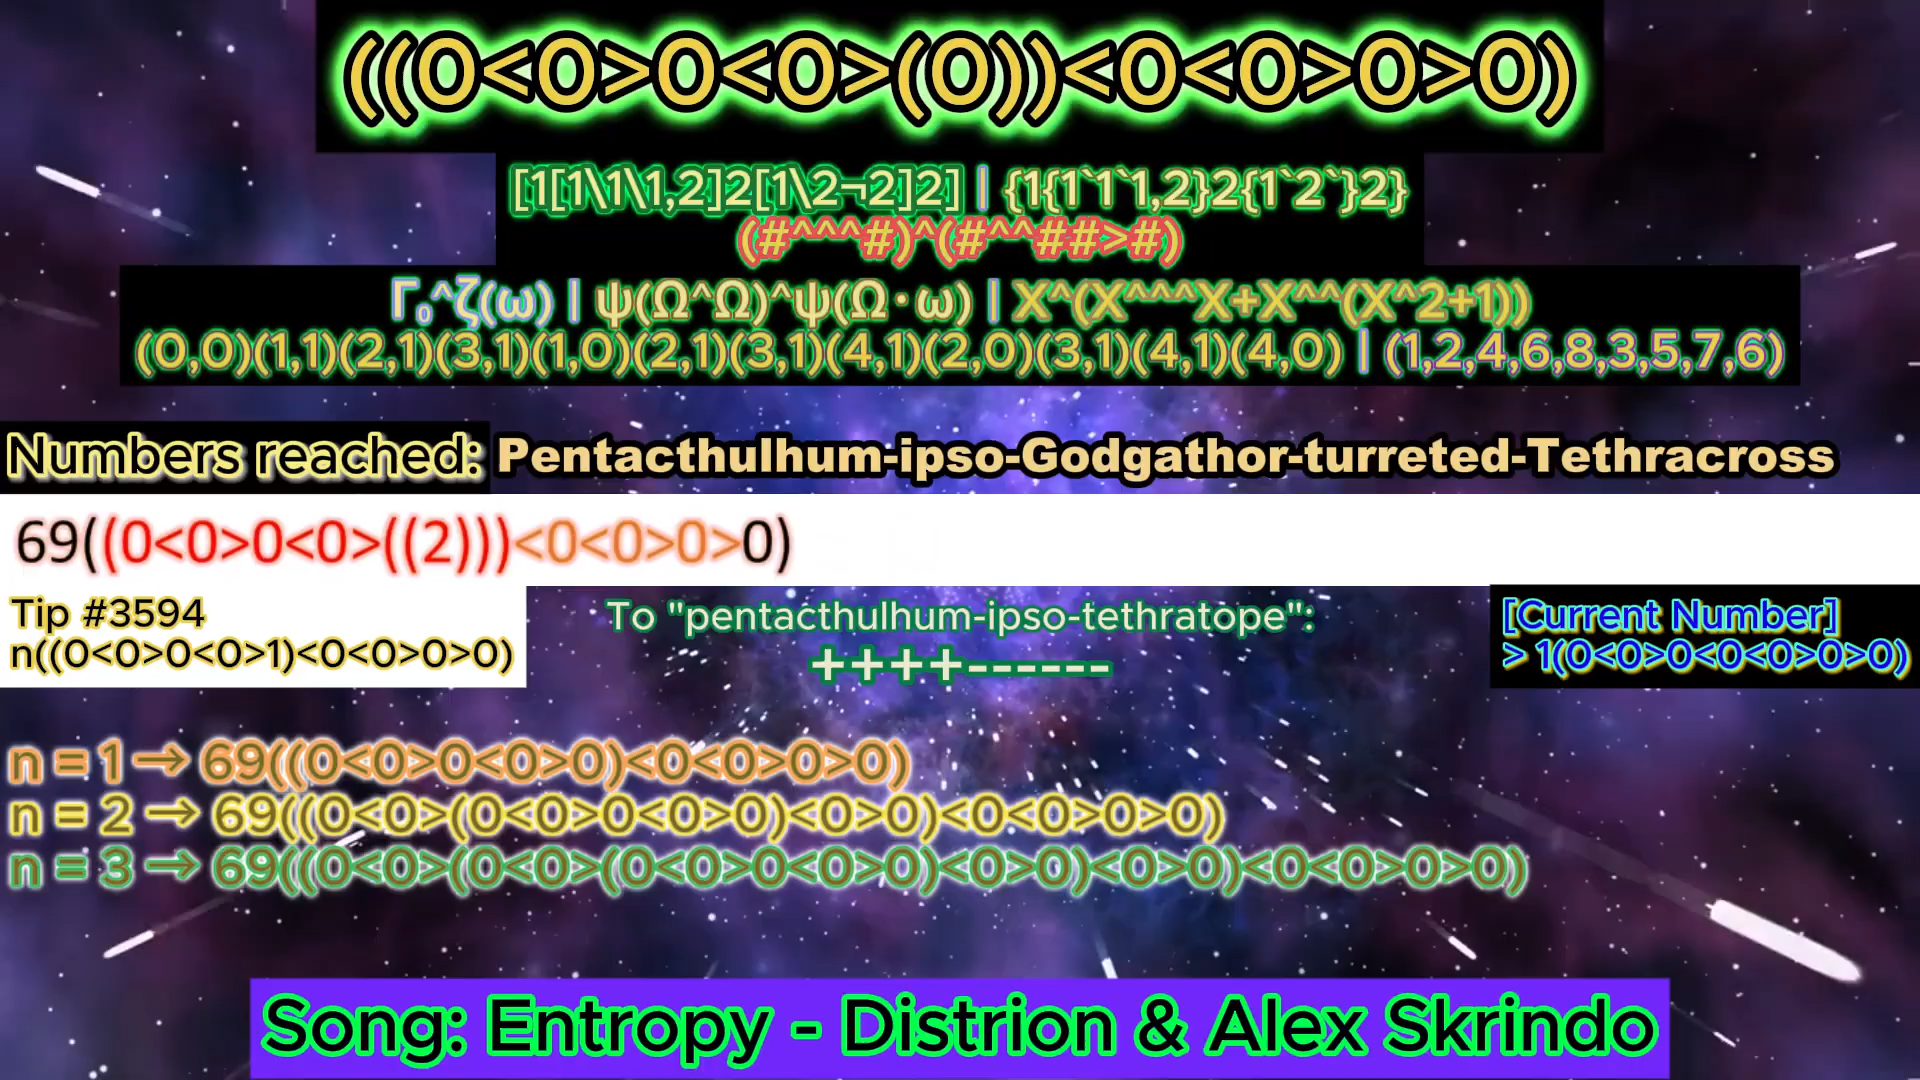 ((0<0>0<0>(0))<0<0>0>0)
[1[1\1\1,2]2[1\2¬2]2] | {1{1`1`1,2}2{1`2`}2}
(#^^^#)^(#^^##>#)
Γ₀^ζ(ω) | ψ(Ω^Ω)^ψ(Ω·ω) | X^(X^^^X+X^^(X^2+1))
(0,0)(1,1)(2,1)(3,1)(1,0)(2,1)(3,1)(4,1)(2,0)(3,1)(4,1)(4,0) | (1,2,4,6,8,3,5,7,6)
Numbers reached: Pentacthulhum-ipso-Godgathor-turreted-Tethracross
69((0<0>0<0>((2)))<0<0>0>0)
Tip #3594
n((0<0>0<0>1)<0<0>0>0)
To "pentacthulhum-ipso-tethratope":
++++------
[Current Number]
> 1(0<0>0<0<0>0>0)
n = 1 → 69((0<0>0<0>0)<0<0>0>0)
n = 2 → 69((0<0>(0<0>0<0>0)<0>0)<0<0>0>0)
n = 3 → 69((0<0>(0<0>(0<0>0<0>0)<0>0)<0>0)<0<0>0>0)
Song: Entropy - Distrion & Alex Skrindo